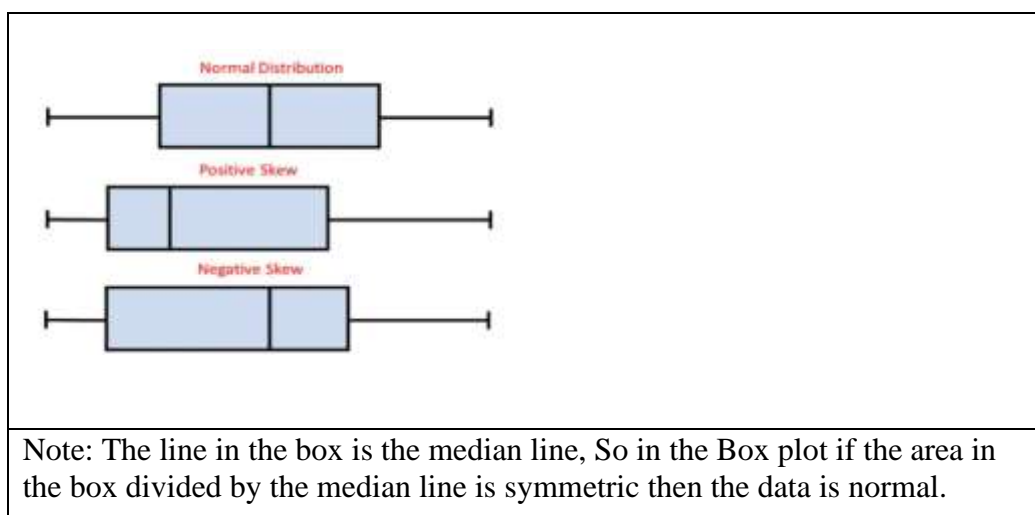 Normal Distribution
Positive Skew
Negative Skew
Note: The line in the box is the median line, So in the Box plot if the area in
the box divided by the median line is symmetric then the data is normal.